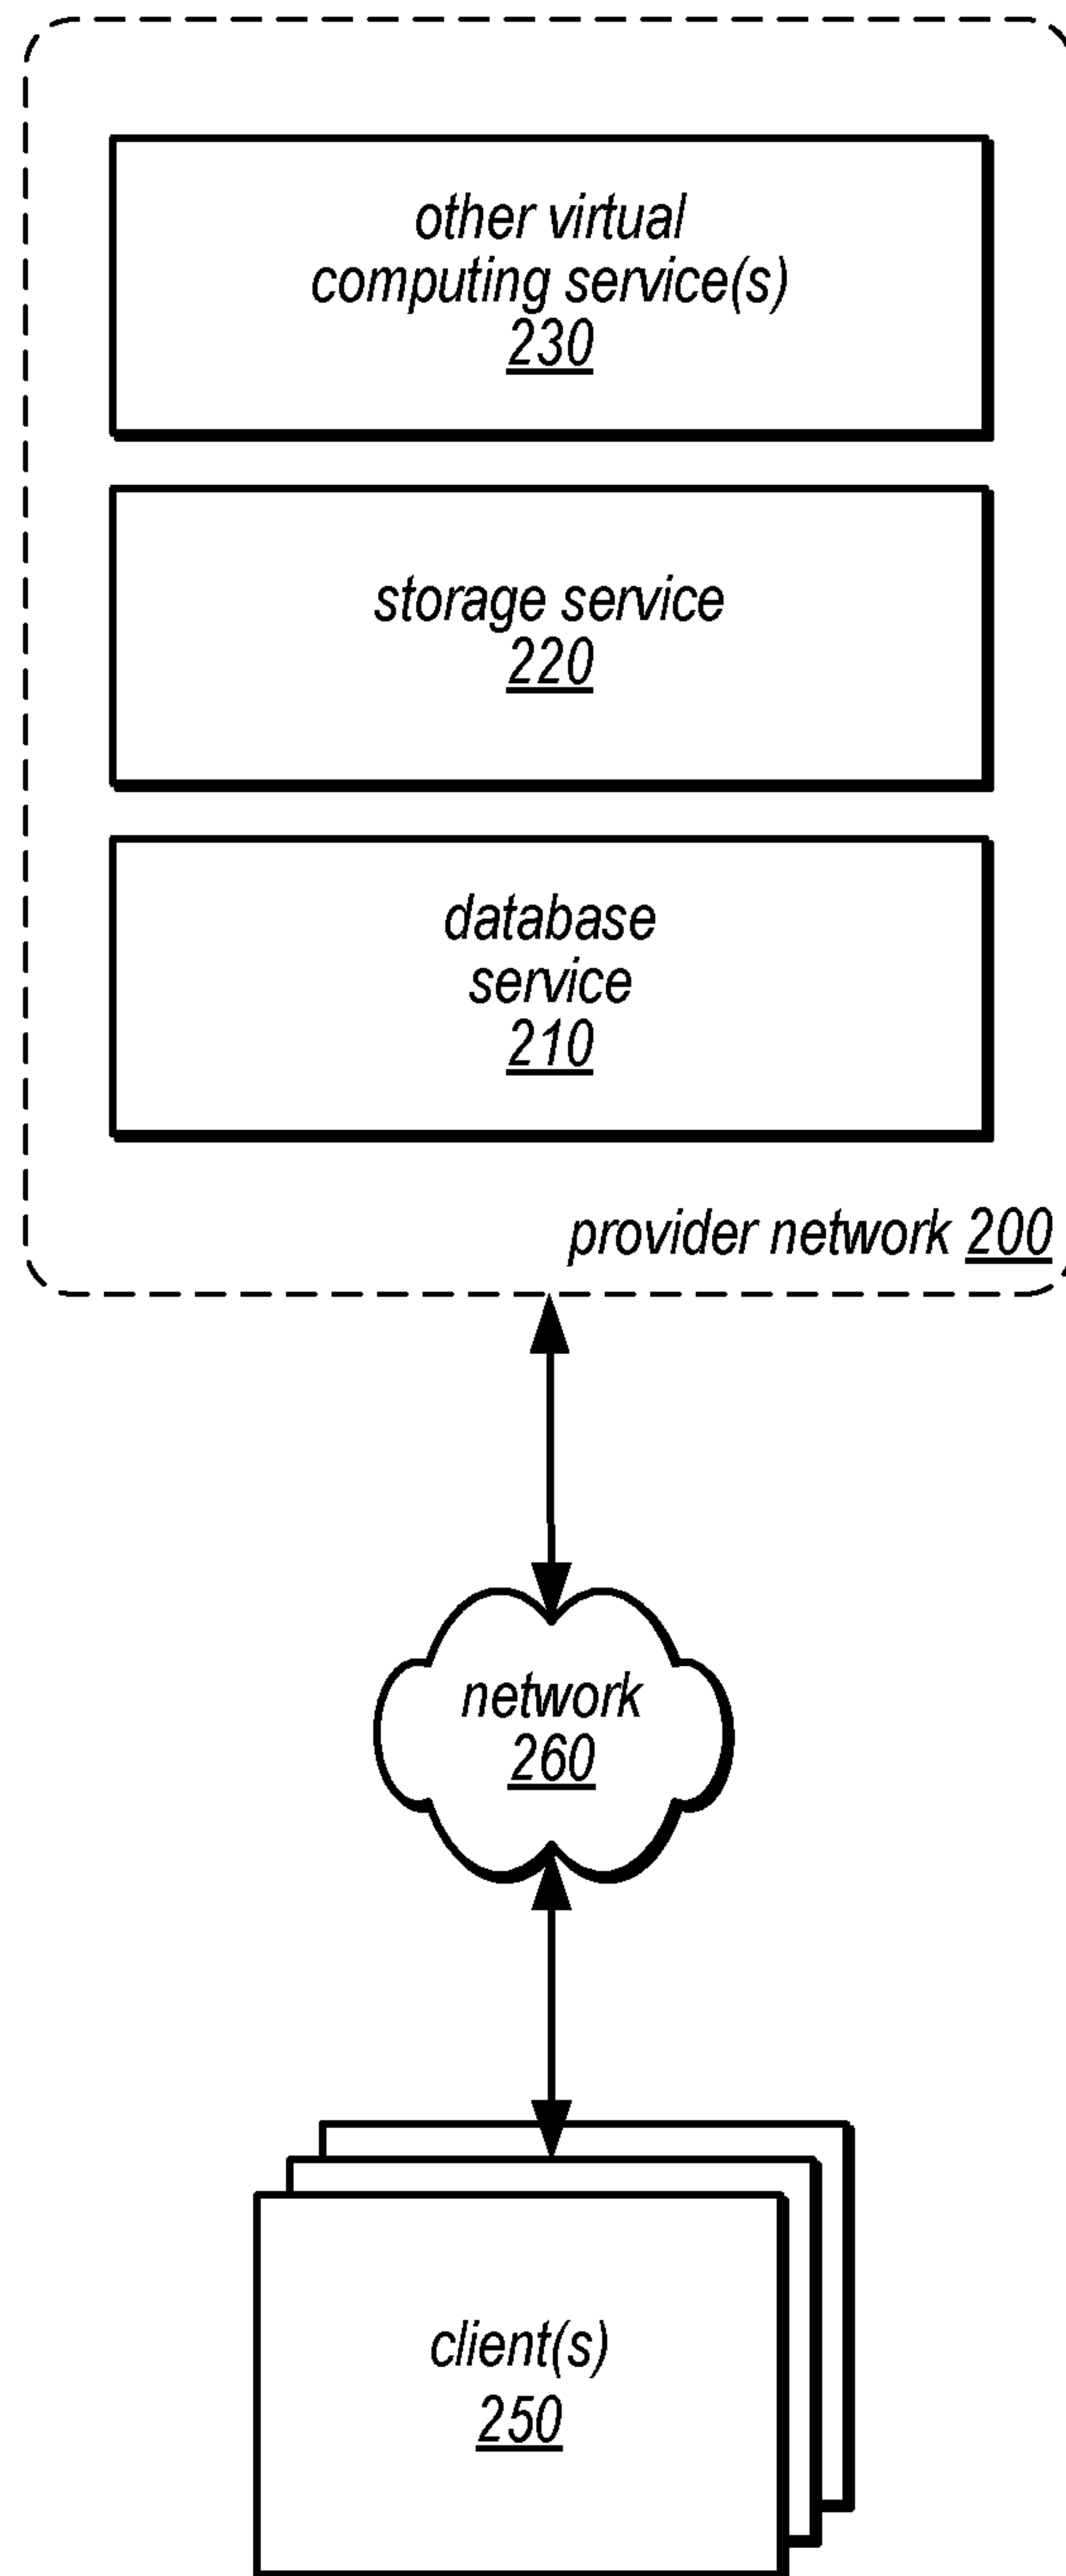 other virtual
computing service(s)
230
storage service
220
database
service
210
provider network 200
network
260
client(s)
250